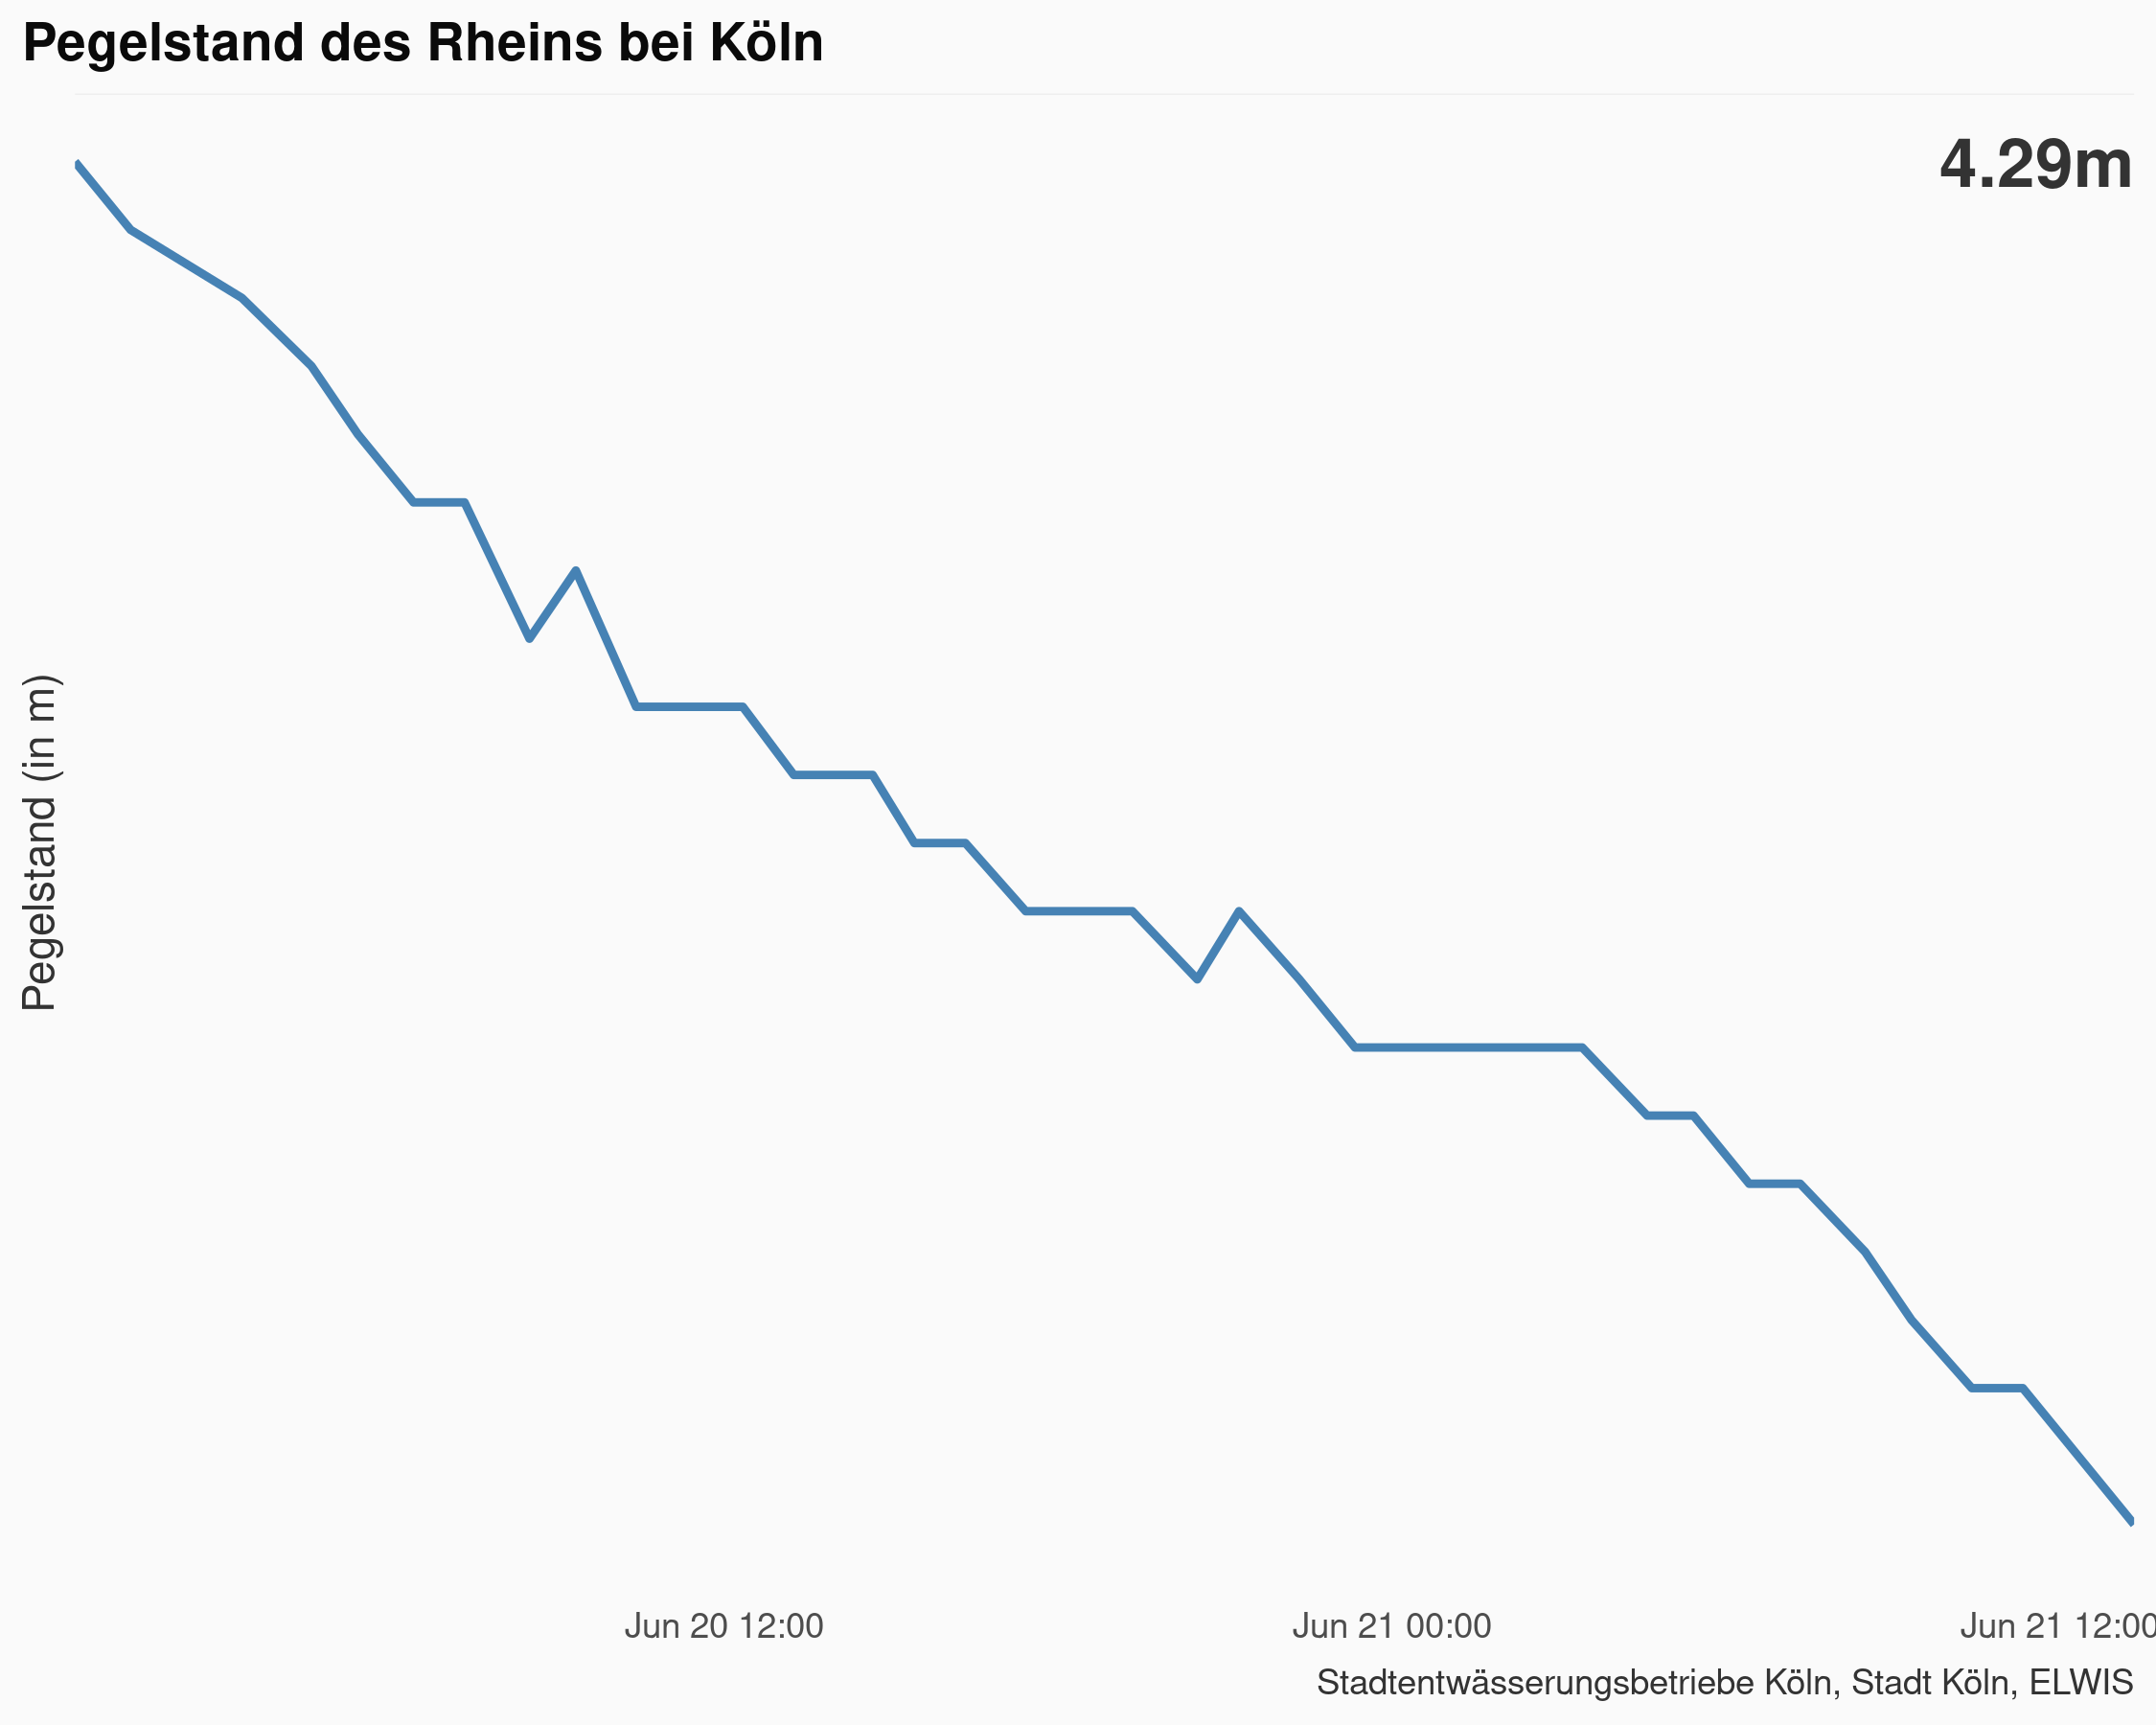 Pegelstand des Rheins bei Köln
4.29m
Pegelstand (in m)
Jun 20 12:00
Jun 21 00:00
Jun 21 12:00
Stadtentwässerungsbetriebe Köln, Stadt Köln, ELWIS